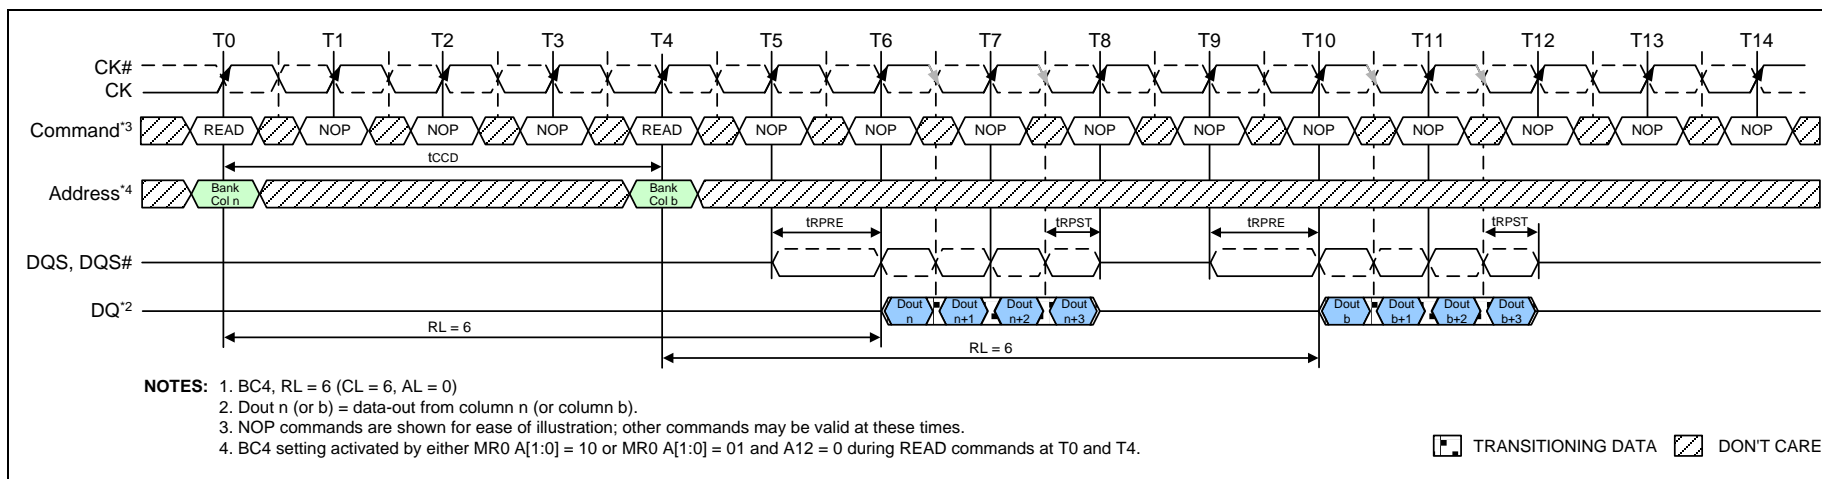 T0 T1 T2 T3 T4 T5 T6 T7 T8 T9 T10 T11 T12 T13 T14
CK#
CK
Command*3 READ NOP NOP NOP READ NOP NOP NOP NOP NOP NOP NOP NOP NOP NOP
tCCD
Address*4 Bank Col n Bank Col b
tRPRE tRPST tRPRE tRPST
DQS, DQS#
DQ*2 Dout n Dout n+1 Dout n+2 Dout n+3 Dout b Dout b+1 Dout b+2 Dout b+3
RL = 6
RL = 6
NOTES: 1. BC4, RL = 6 (CL = 6, AL = 0)
2. Dout n (or b) = data-out from column n (or column b).
3. NOP commands are shown for ease of illustration; other commands may be valid at these times.
4. BC4 setting activated by either MR0 A[1:0] = 10 or MR0 A[1:0] = 01 and A12 = 0 during READ commands at T0 and T4.
TRANSITIONING DATA DON'T CARE